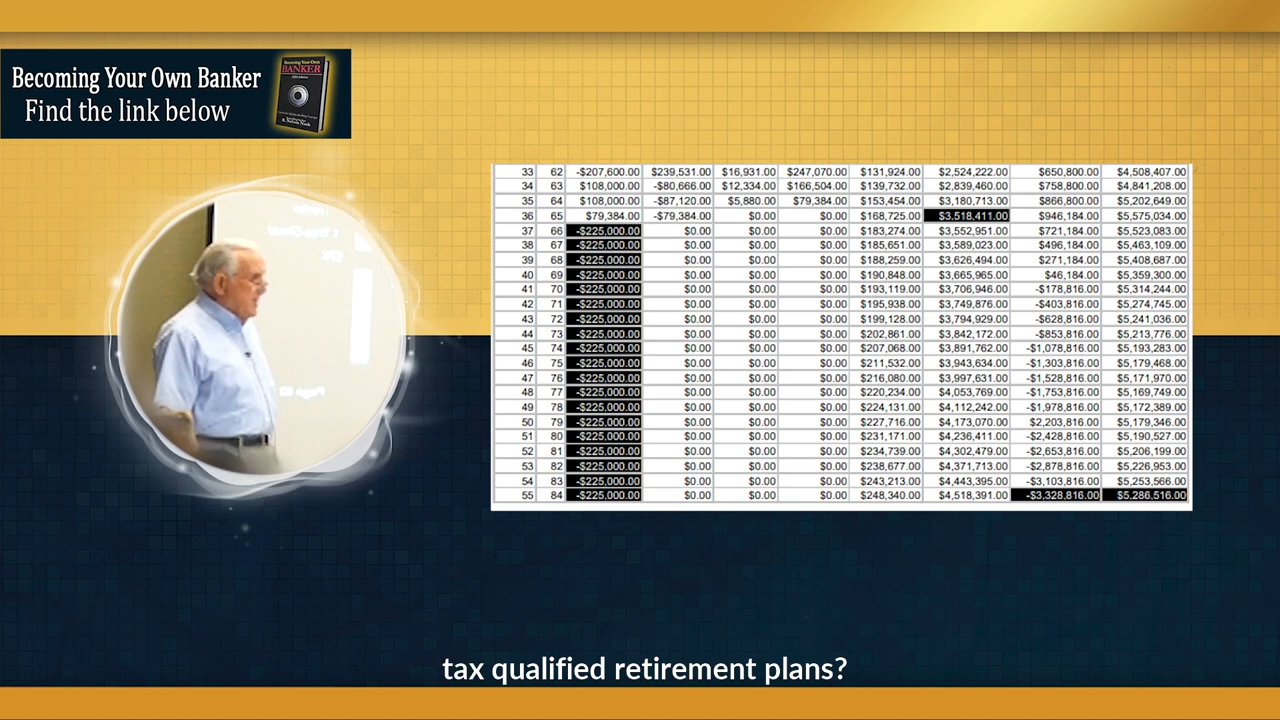 Becoming Your Own Banker
Find the link below
Becoming Your Own
BANKER
33 62 -$207,600.00 $239,531.00 $16,931.00 $247,070.00 $131,924.00 $2,524,222.00 $650,800.00 $4,508,407.00
34 63 $108,000.00 -$80,666.00 $12,334.00 $166,504.00 $139,732.00 $2,839,460.00 $758,800.00 $4,841,208.00
35 64 $108,000.00 -$87,120.00 $5,880.00 $79,384.00 $153,454.00 $3,180,713.00 $866,800.00 $5,202,649.00
36 65 $79,384.00 -$79,384.00 $0.00 $0.00 $168,725.00 $3,518,411.00 $946,184.00 $5,575,034.00
37 66 -$225,000.00 $0.00 $0.00 $0.00 $183,274.00 $3,552,951.00 $721,184.00 $5,523,083.00
38 67 -$225,000.00 $0.00 $0.00 $0.00 $185,651.00 $3,589,023.00 $496,184.00 $5,463,109.00
39 68 -$225,000.00 $0.00 $0.00 $0.00 $188,259.00 $3,626,494.00 $271,184.00 $5,408,687.00
40 69 -$225,000.00 $0.00 $0.00 $0.00 $190,848.00 $3,665,965.00 $46,184.00 $5,359,300.00
41 70 -$225,000.00 $0.00 $0.00 $0.00 $193,119.00 $3,706,946.00 -$178,816.00 $5,314,244.00
42 71 -$225,000.00 $0.00 $0.00 $0.00 $195,938.00 $3,749,876.00 -$403,816.00 $5,274,745.00
43 72 -$225,000.00 $0.00 $0.00 $0.00 $199,128.00 $3,794,929.00 -$628,816.00 $5,241,036.00
44 73 -$225,000.00 $0.00 $0.00 $0.00 $202,861.00 $3,842,172.00 -$853,816.00 $5,213,776.00
45 74 -$225,000.00 $0.00 $0.00 $0.00 $207,068.00 $3,891,762.00 -$1,078,816.00 $5,193,283.00
46 75 -$225,000.00 $0.00 $0.00 $0.00 $211,532.00 $3,943,634.00 -$1,303,816.00 $5,179,468.00
47 76 -$225,000.00 $0.00 $0.00 $0.00 $216,080.00 $3,997,631.00 -$1,528,816.00 $5,171,970.00
48 77 -$225,000.00 $0.00 $0.00 $0.00 $220,234.00 $4,053,769.00 -$1,753,816.00 $5,169,749.00
49 78 -$225,000.00 $0.00 $0.00 $0.00 $224,131.00 $4,112,242.00 -$1,978,816.00 $5,172,389.00
50 79 -$225,000.00 $0.00 $0.00 $0.00 $227,716.00 $4,173,070.00 $2,203,816.00 $5,179,346.00
51 80 -$225,000.00 $0.00 $0.00 $0.00 $231,171.00 $4,236,411.00 -$2,428,816.00 $5,190,527.00
52 81 -$225,000.00 $0.00 $0.00 $0.00 $234,739.00 $4,302,479.00 -$2,653,816.00 $5,206,199.00
53 82 -$225,000.00 $0.00 $0.00 $0.00 $238,677.00 $4,371,713.00 -$2,878,816.00 $5,226,953.00
54 83 -$225,000.00 $0.00 $0.00 $0.00 $243,213.00 $4,443,395.00 -$3,103,816.00 $5,253,566.00
55 84 -$225,000.00 $0.00 $0.00 $0.00 $248,340.00 $4,518,391.00 -$3,328,816.00 $5,286,516.00
tax qualified retirement plans?